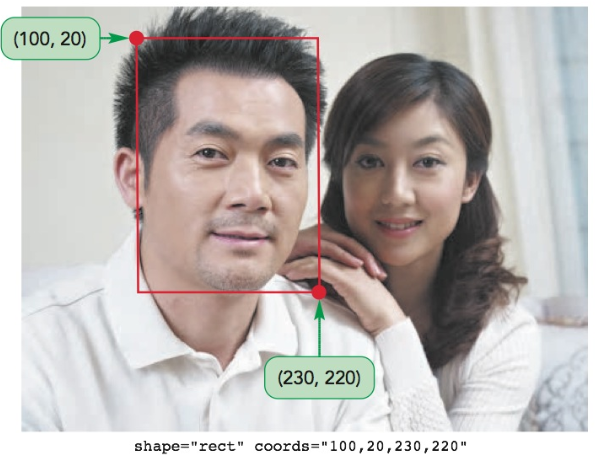 (100, 20)
(230, 220)
shape="rect" coords="100,20,230,220"